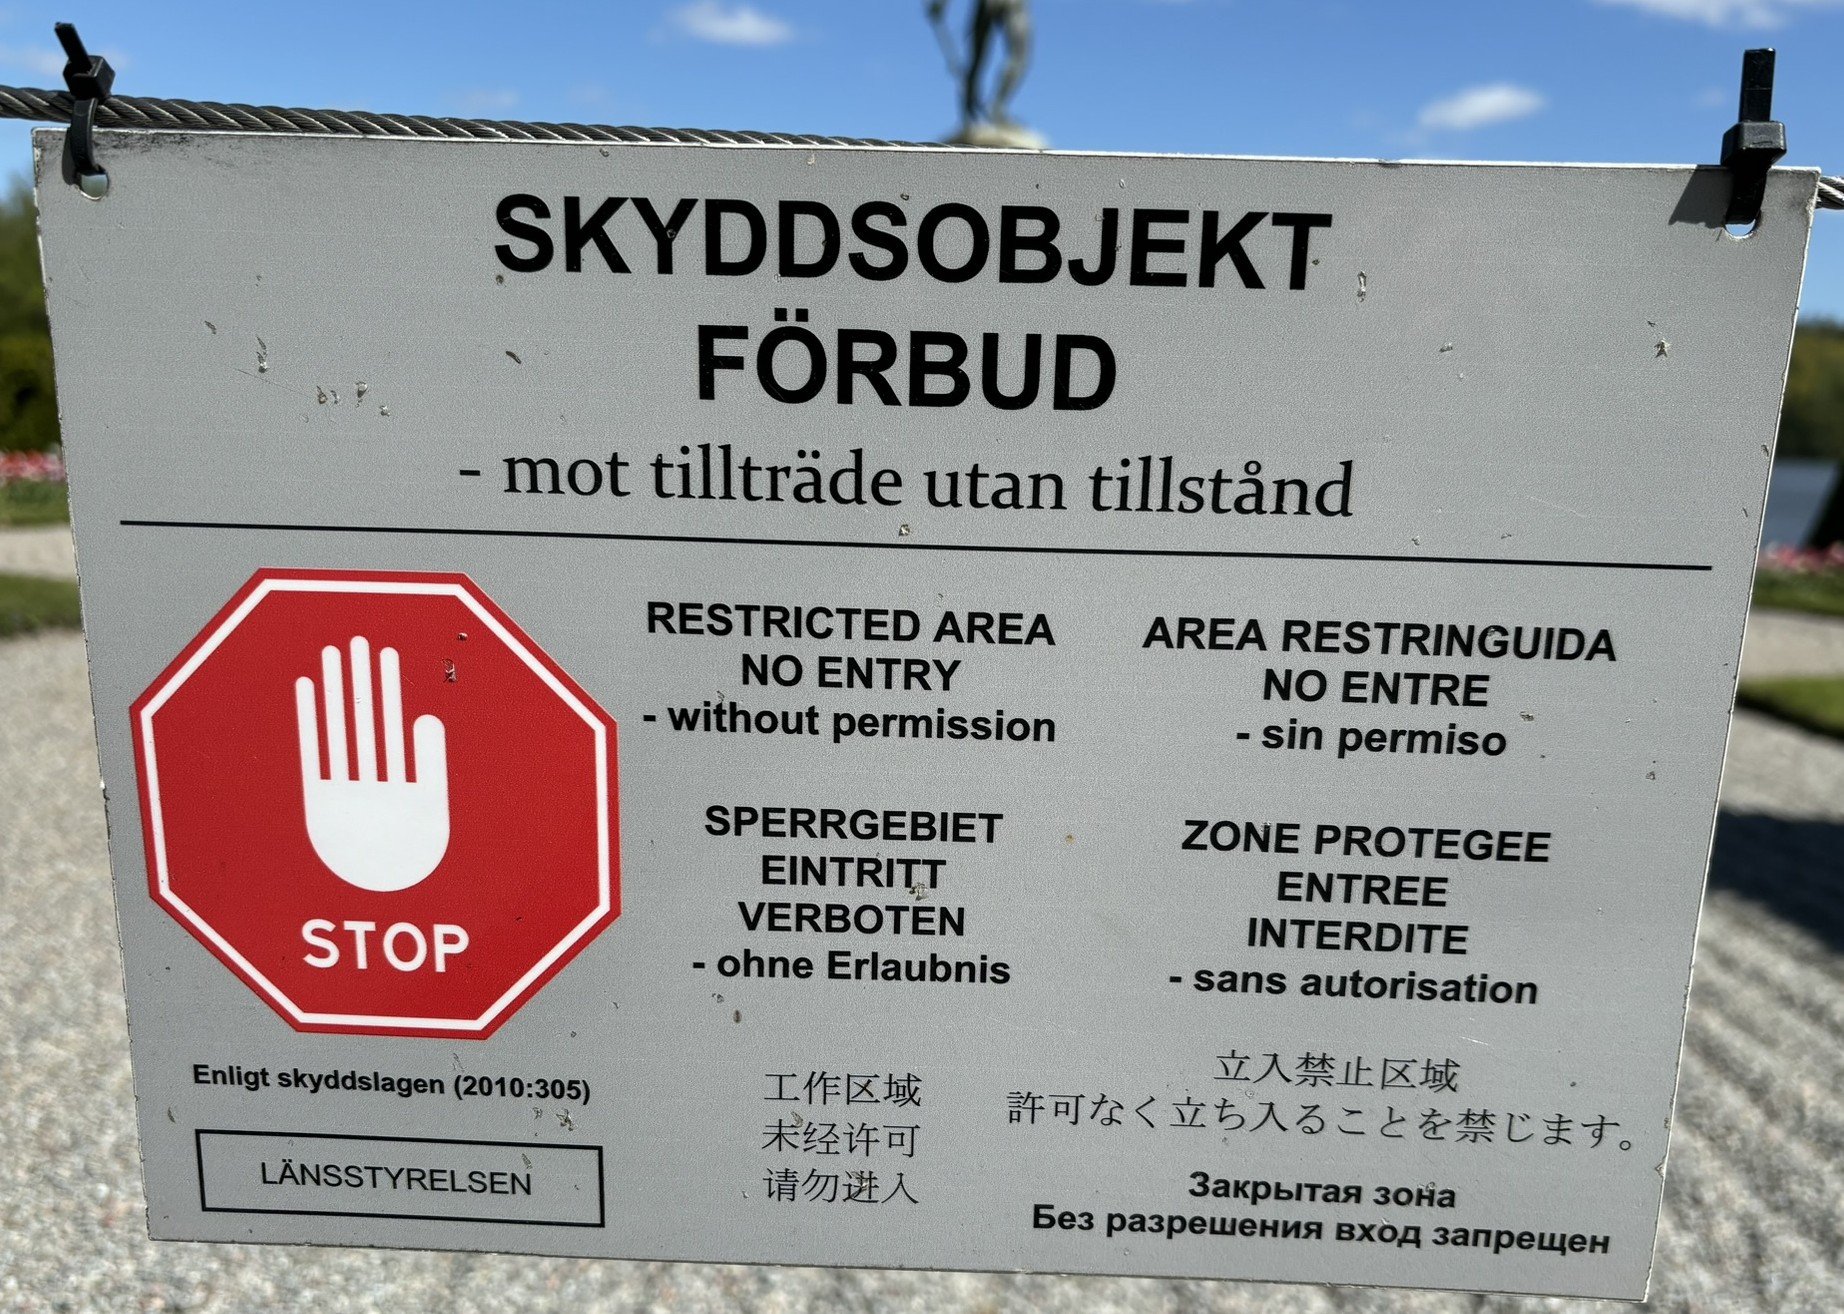 SKYDDSOBJEKT
FÖRBUD
- mot tillträde utan tillstånd
STOP
Enligt skyddslagen (2010:305)
LÄNSSTYRELSEN
RESTRICTED AREA
NO ENTRY
- without permission
AREA RESTRINGUIDA
NO ENTRE
- sin permiso
SPERRGEBIET
EINTRITT
VERBOTEN
- ohne Erlaubnis
ZONE PROTEGEE
ENTREE
INTERDITE
- sans autorisation
工作区域
未经许可
请勿进入
立入禁止区域
許可なく立ち入ることを禁じます。
Закрытая зона
Без разрешения вход запрещен